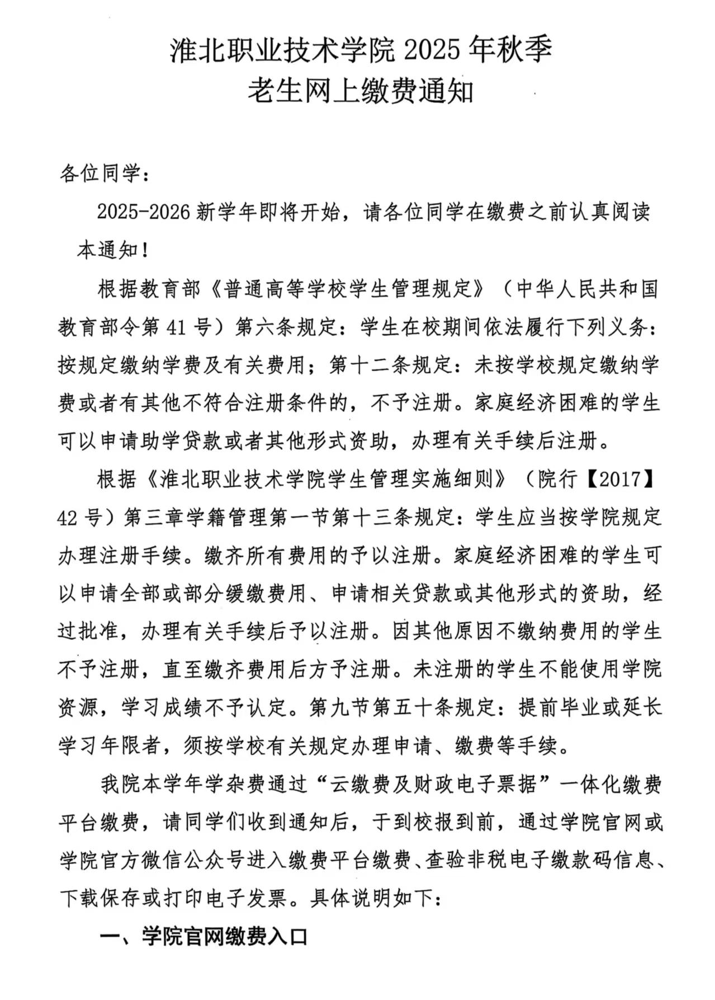 淮北职业技术学院 2025 年秋季
老生网上缴费通知
各位同学：
2025-2026 新学年即将开始，请各位同学在缴费之前认真阅读
本通知！
根据教育部《普通高等学校学生管理规定》（中华人民共和国
教育部令第 41 号）第六条规定：学生在校期间依法履行下列义务：
按规定缴纳学费及有关费用；第十二条规定：未按学校规定缴纳学
费或者有其他不符合注册条件的，不予注册。家庭经济困难的学生
可以申请助学贷款或者其他形式资助，办理有关手续后注册。
根据《淮北职业技术学院学生管理实施细则》（院行【2017】
42 号）第三章学籍管理第一节第十三条规定：学生应当按学院规定
办理注册手续。缴齐所有费用的予以注册。家庭经济困难的学生可
以申请全部或部分缓缴费用、申请相关贷款或其他形式的资助，经
过批准，办理有关手续后予以注册。因其他原因不缴纳费用的学生
不予注册，直至缴齐费用后方予注册。未注册的学生不能使用学院
资源，学习成绩不予认定。第九节第五十条规定：提前毕业或延长
学习年限者，须按学校有关规定办理申请、缴费等手续。
我院本学年学杂费通过“云缴费及财政电子票据”一体化缴费
平台缴费，请同学们收到通知后，于到校报到前，通过学院官网或
学院官方微信公众号进入缴费平台缴费、查验非税电子缴款码信息、
下载保存或打印电子发票。具体说明如下：
一、学院官网缴费入口